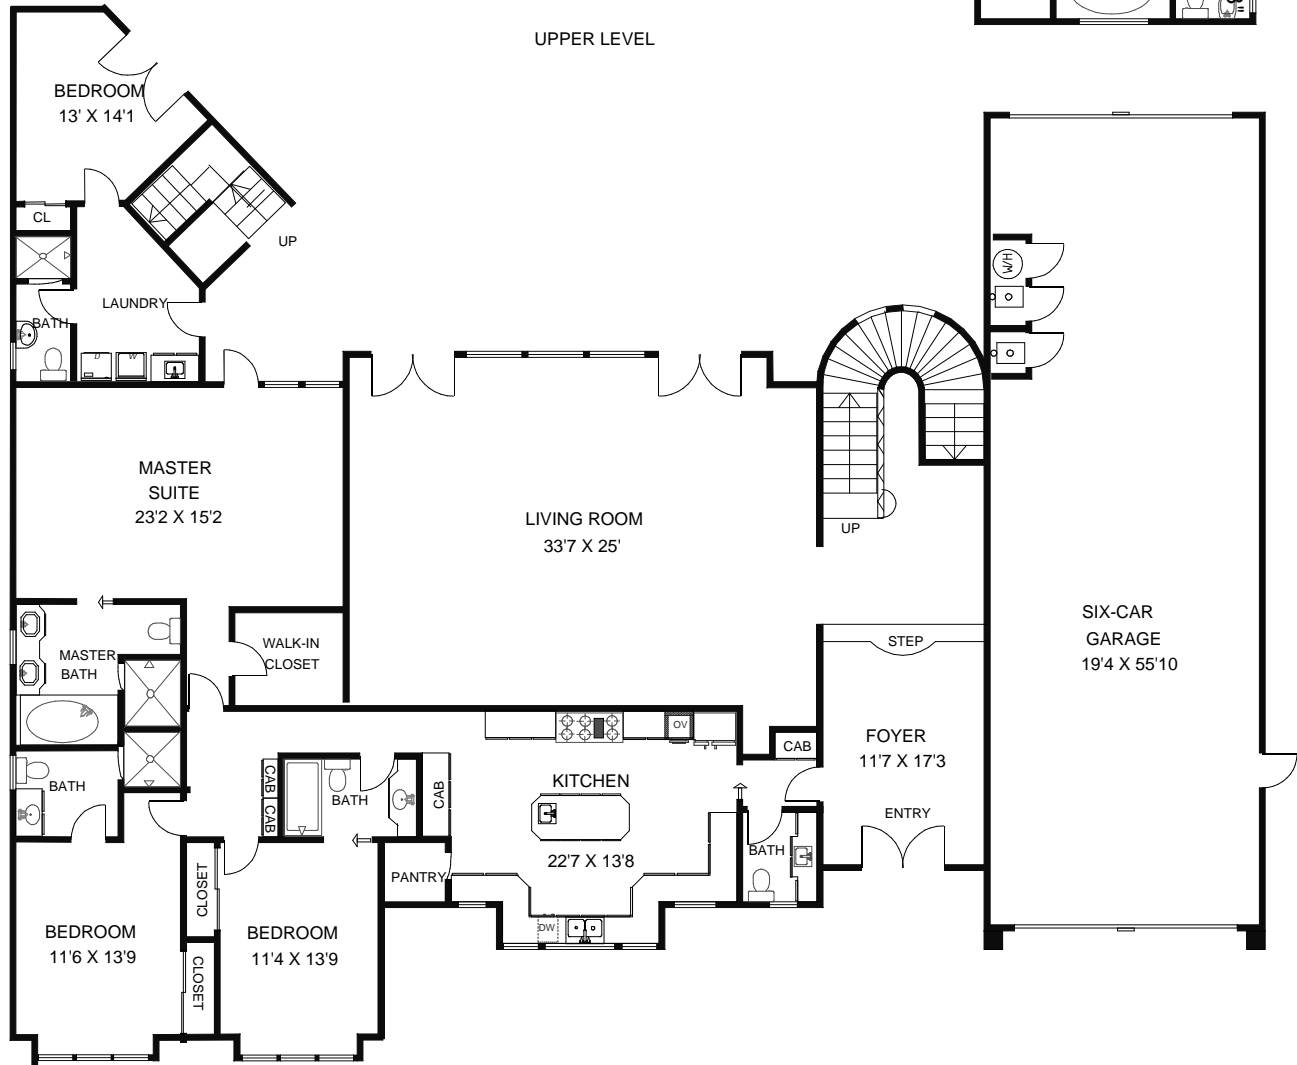 UPPER LEVEL
BEDROOM
13' X 14'1
CL
UP
LAUNDRY
BATH
D
W
W/H
MASTER
SUITE
23'2 X 15'2
LIVING ROOM
33'7 X 25'
UP
SIX-CAR
GARAGE
19'4 X 55'10
WALK-IN
CLOSET
MASTER
BATH
STEP
OV
FOYER
11'7 X 17'3
CAB
KITCHEN
22'7 X 13'8
BATH
CAB
CAB
BATH
CAB
ENTRY
BATH
PANTRY
CLOSET
DW
BEDROOM
11'6 X 13'9
BEDROOM
11'4 X 13'9
CLOSET